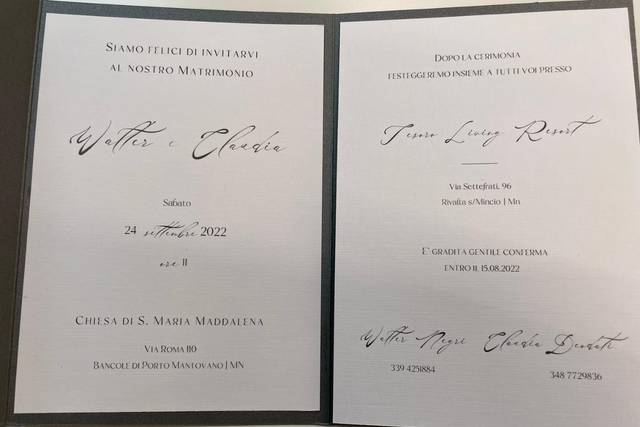 Siamo felici di invitarvi
al nostro Matrimonio
Walter e Claudia
Sabato
24 settembre 2022
ore 11
Chiesa di S. Maria Maddalena
Via Roma 110
Bancole di Porto Mantovano | MN
Dopo la cerimonia
festeggeremo insieme a tutti voi presso
Tesoro Living Resort
Via Settefrati, 96
Rivalta s/Mincio | Mn
E' gradita gentile conferma
entro il 15.08.2022
Walter Negri Claudia Deodati
339 4251884 348 7729836